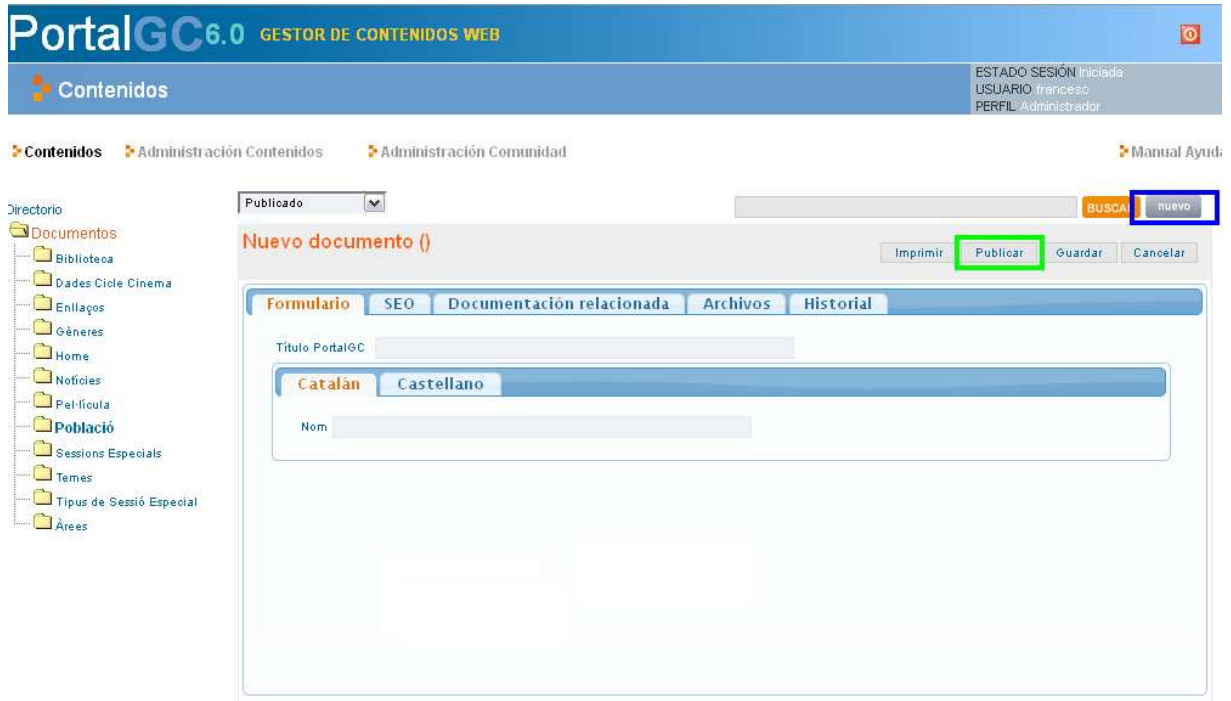 PortalGC6.0 GESTOR DE CONTENIDOS WEB
Contenidos
ESTADO SESIÓN Iniciada
USUARIO francesc
PERFIL Administrador
Contenidos Administración Contenidos Administración Comunidad Manual Ayuda
Directorio
Documentos
Biblioteca
Dades Cicle Cinema
Enllaços
Gèneres
Home
Notícies
Pel·lícula
Població
Sessions Especials
Temes
Tipus de Sessió Especial
Àrees
Publicado BUSCAR nuevo
Nuevo documento ()
Imprimir Publicar Guardar Cancelar
Formulario SEO Documentación relacionada Archivos Historial
Título PortalGC
Catalán Castellano
Nom